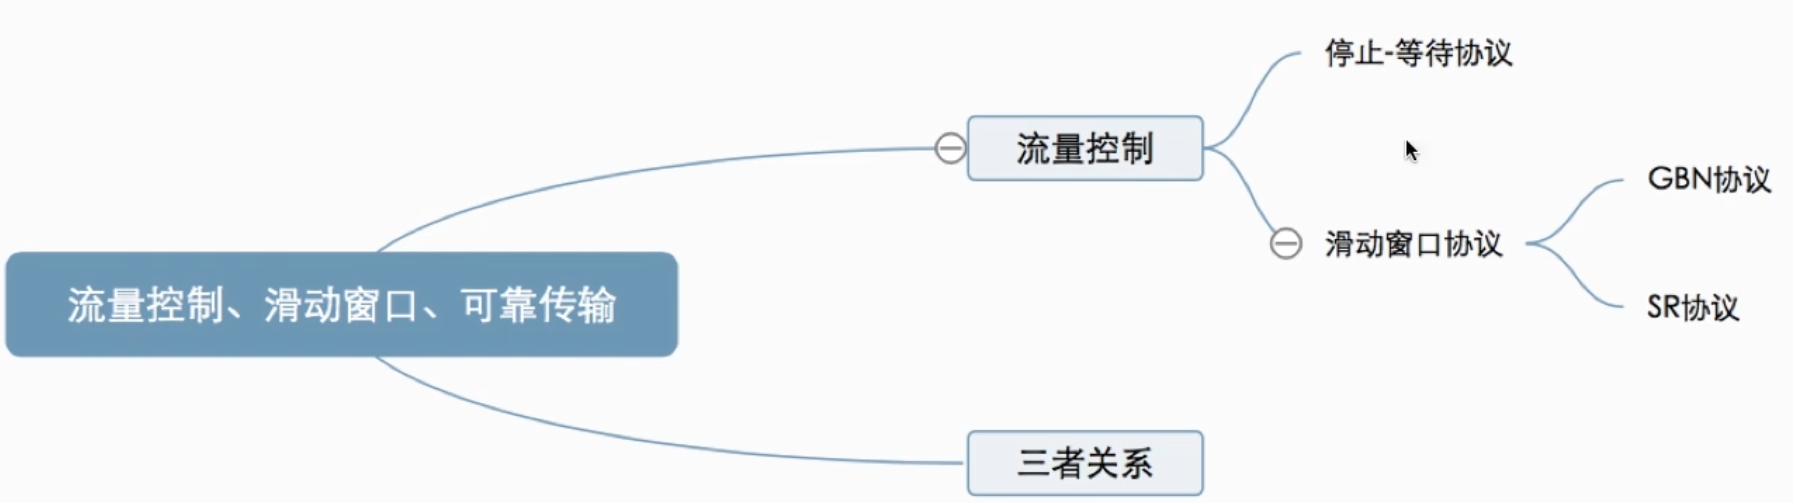 停止-等待协议
流量控制
GBN协议
滑动窗口协议
流量控制、滑动窗口、可靠传输
SR协议
三者关系